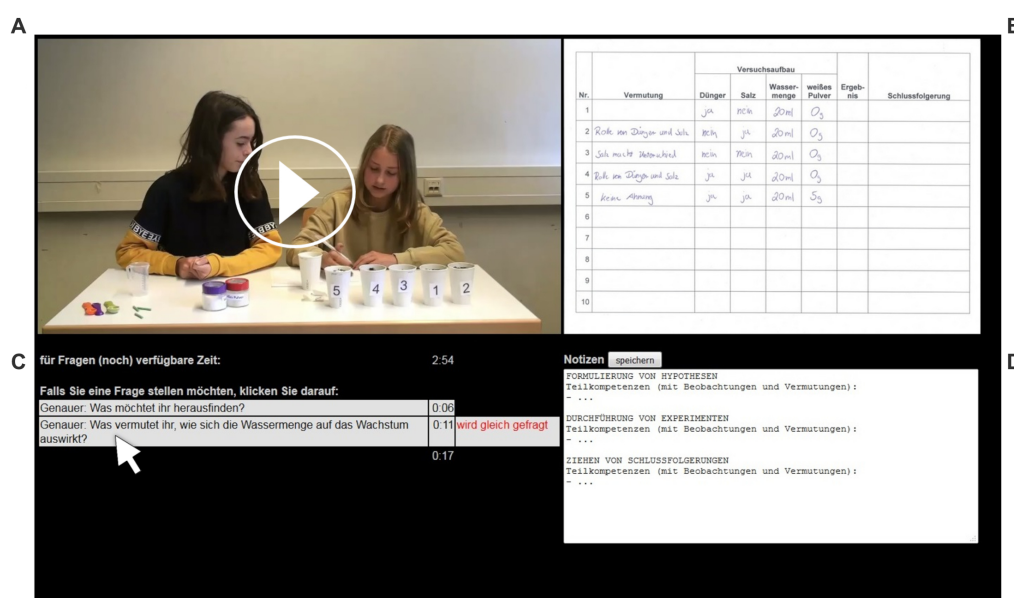 A
B
BYE EY
BBY
5 4 3 1 2
Versuchsaufbau
Nr. Vermutung Dünger Salz Wasser- menge weißes Pulver Ergeb- nis Schlussfolgerung
1 ja nein 20ml 0g
2 Rolle von Dünger und Salz nein ja 20ml 0g
3 Salz macht Unterschied nein nein 20ml 0g
4 Rolle von Dünger und Salz ja ja 20ml 0g
5 keine Ahnung ja ja 20ml 5g
6
7
8
9
10
C
für Fragen (noch) verfügbare Zeit: 2:54
Falls Sie eine Frage stellen möchten, klicken Sie darauf:
Genauer: Was möchtet ihr herausfinden? 0:06
Genauer: Was vermutet ihr, wie sich die Wassermenge auf das Wachstum 0:11 wird gleich gefragt
auswirkt?
0:17
D
Notizen speichern
FORMULIERUNG VON HYPOTHESEN
Teilkompetenzen (mit Beobachtungen und Vermutungen):
- ...
DURCHFÜHRUNG VON EXPERIMENTEN
Teilkompetenzen (mit Beobachtungen und Vermutungen):
- ...
ZIEHEN VON SCHLUSSFOLGERUNGEN
Teilkompetenzen (mit Beobachtungen und Vermutungen):
- ...